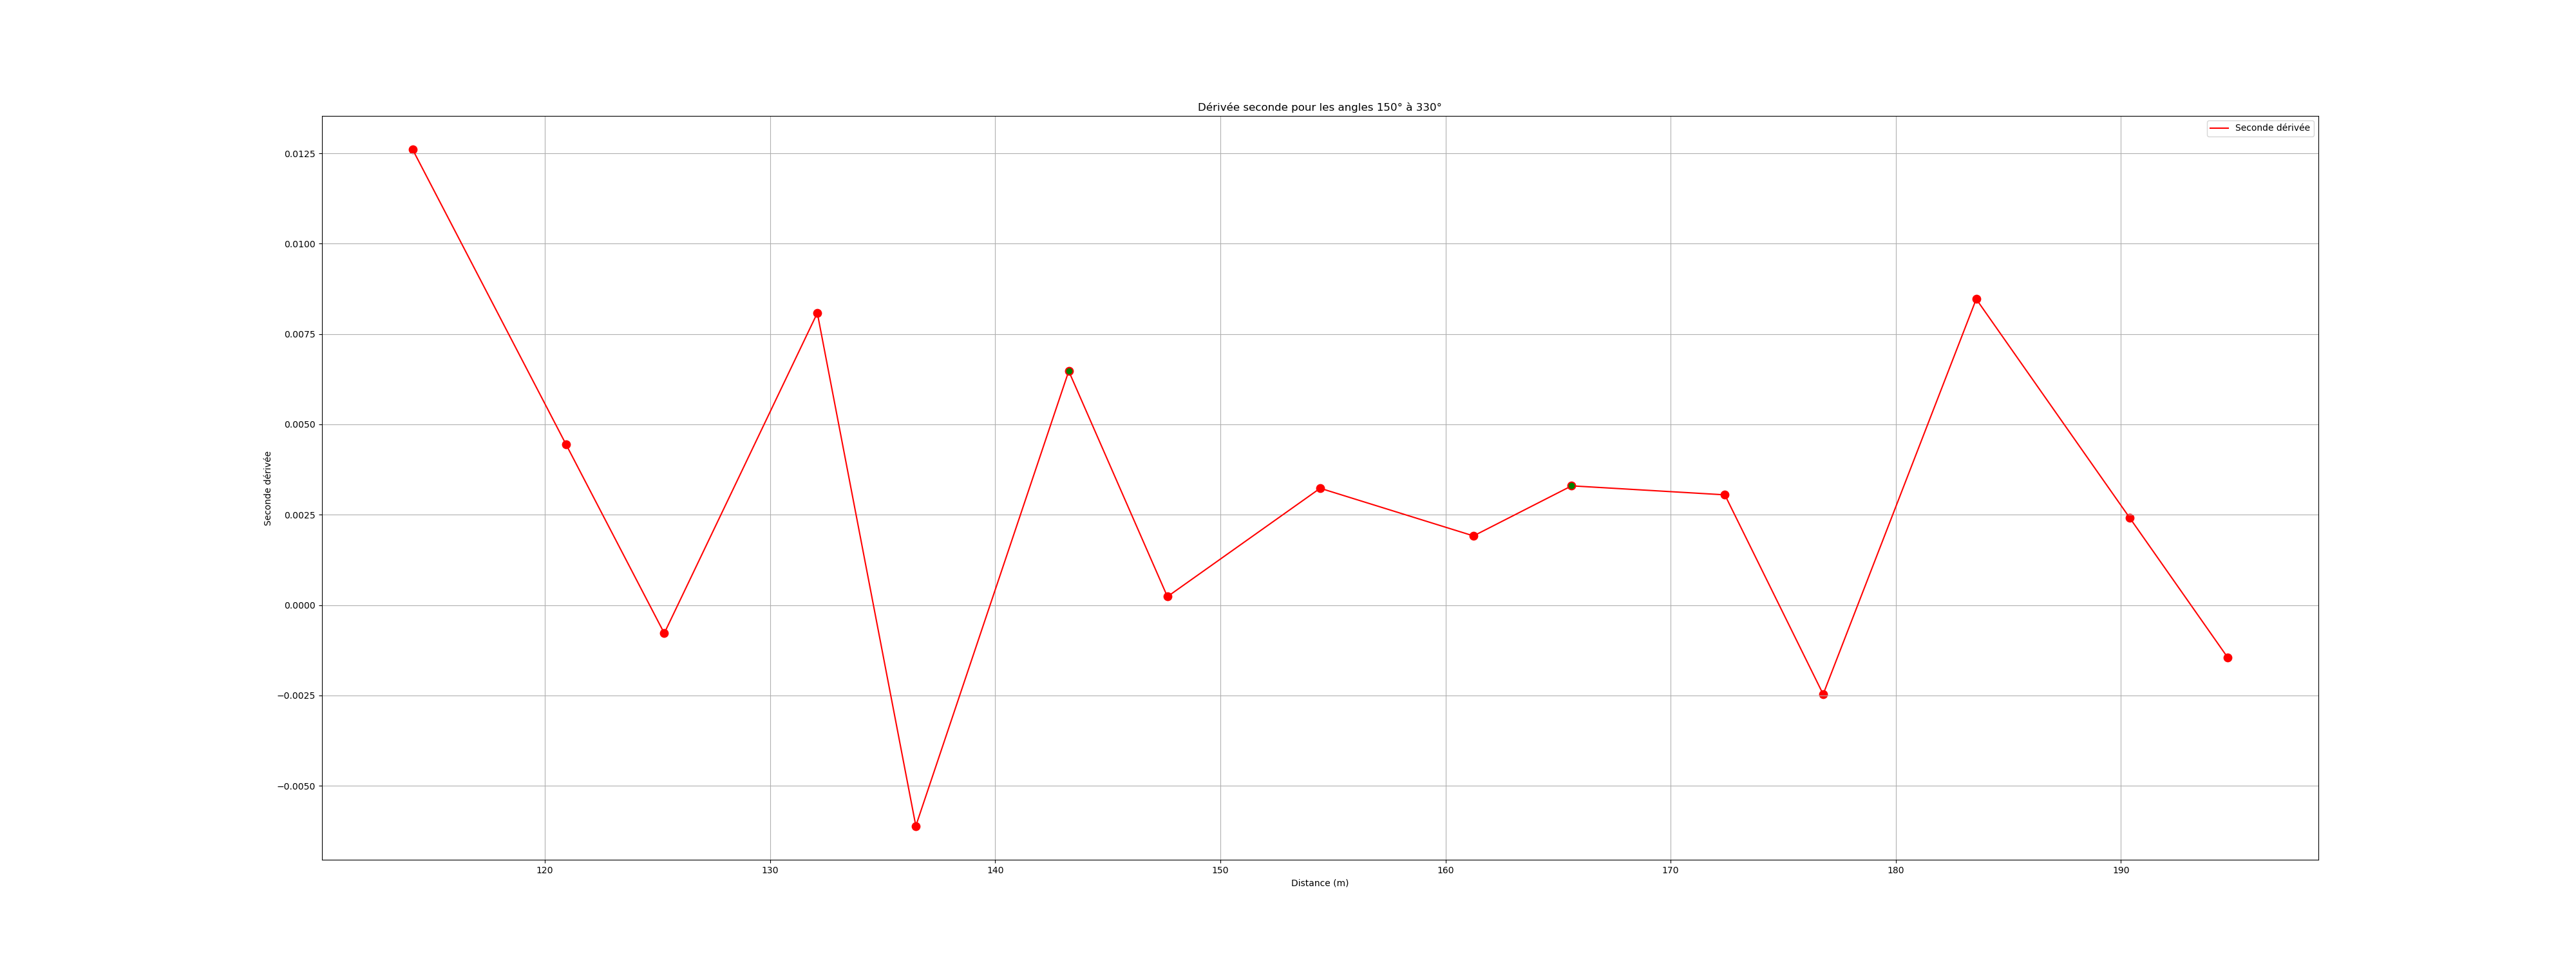 Dérivée seconde pour les angles 150° à 330°
Seconde dérivée
0.0125
0.0100
0.0075
0.0050
0.0025
0.0000
−0.0025
−0.0050
Seconde dérivée
120 130 140 150 160 170 180 190
Distance (m)